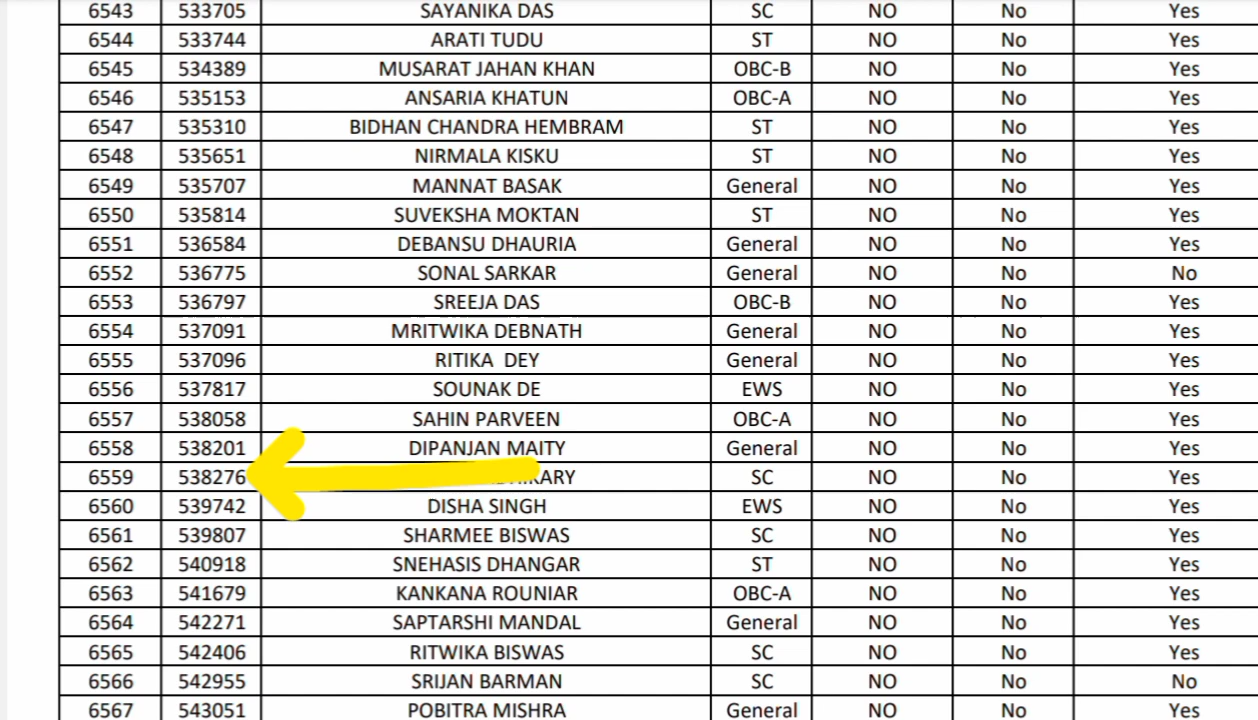 6543 533705 SAYANIKA DAS SC NO No Yes
6544 533744 ARATI TUDU ST NO No Yes
6545 534389 MUSARAT JAHAN KHAN OBC-B NO No Yes
6546 535153 ANSARIA KHATUN OBC-A NO No Yes
6547 535310 BIDHAN CHANDRA HEMBRAM ST NO No Yes
6548 535651 NIRMALA KISKU ST NO No Yes
6549 535707 MANNAT BASAK General NO No Yes
6550 535814 SUVEKSHA MOKTAN ST NO No Yes
6551 536584 DEBANSU DHAURIA General NO No Yes
6552 536775 SONAL SARKAR General NO No No
6553 536797 SREEJA DAS OBC-B NO No Yes
6554 537091 MRITWIKA DEBNATH General NO No Yes
6555 537096 RITIKA DEY General NO No Yes
6556 537817 SOUNAK DE EWS NO No Yes
6557 538058 SAHIN PARVEEN OBC-A NO No Yes
6558 538201 DIPANJAN MAITY General NO No Yes
6559 538276 SC NO No Yes
6560 539742 DISHA SINGH EWS NO No Yes
6561 539807 SHARMEE BISWAS SC NO No Yes
6562 540918 SNEHASIS DHANGAR ST NO No Yes
6563 541679 KANKANA ROUNIAR OBC-A NO No Yes
6564 542271 SAPTARSHI MANDAL General NO No Yes
6565 542406 RITWIKA BISWAS SC NO No Yes
6566 542955 SRIJAN BARMAN SC NO No No
6567 543051 POBITRA MISHRA General NO No Yes